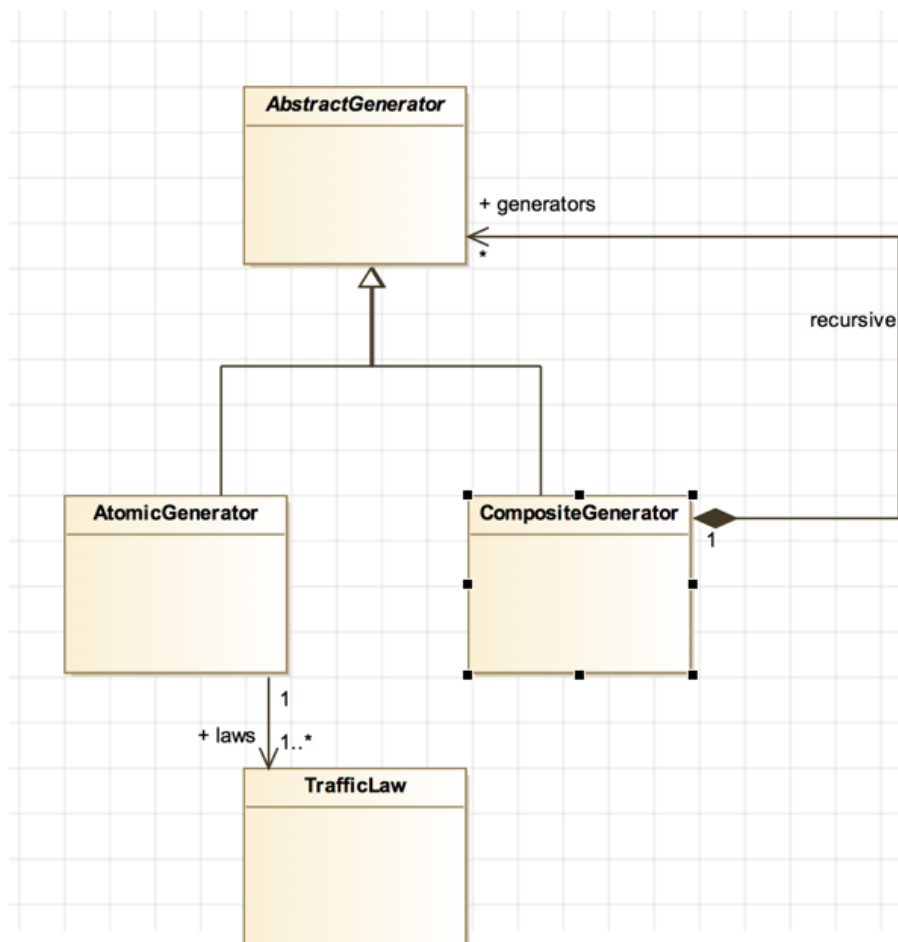 AbstractGenerator
+ generators
*
recursive
AtomicGenerator
CompositeGenerator
1
1
+ laws
1..*
TrafficLaw